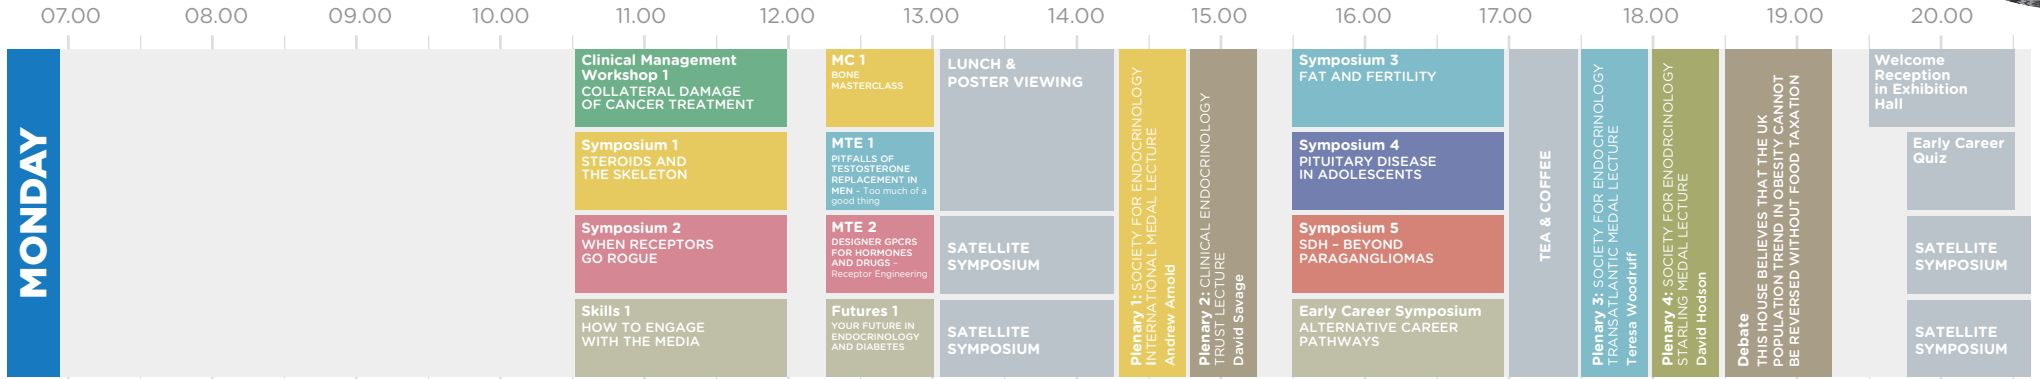 07.00 08.00 09.00 10.00 11.00 12.00 13.00 14.00 15.00 16.00 17.00 18.00 19.00 20.00
MONDAY
Clinical Management
Workshop 1
COLLATERAL DAMAGE
OF CANCER TREATMENT
Symposium 1
STEROIDS AND
THE SKELETON
Symposium 2
WHEN RECEPTORS
GO ROGUE
Skills 1
HOW TO ENGAGE
WITH THE MEDIA
MC 1
BONE
MASTERCLASS
MTE 1
PITFALLS OF
TESTOSTERONE
REPLACEMENT IN
MEN - Too much of a
good thing
MTE 2
DESIGNER GPCRS
FOR HORMONES
AND DRUGS –
Receptor Engineering
Futures 1
YOUR FUTURE IN
ENDOCRINOLOGY
AND DIABETES
LUNCH &
POSTER VIEWING
SATELLITE
SYMPOSIUM
SATELLITE
SYMPOSIUM
Plenary 1: SOCIETY FOR ENDOCRINOLOGY
INTERNATIONAL MEDAL LECTURE
Andrew Arnold
Plenary 2: CLINICAL ENDOCRINOLOGY
TRUST LECTURE
David Savage
Symposium 3
FAT AND FERTILITY
Symposium 4
PITUITARY DISEASE
IN ADOLESCENTS
Symposium 5
SDH – BEYOND
PARAGANGLIOMAS
Early Career Symposium
ALTERNATIVE CAREER
PATHWAYS
TEA & COFFEE
Plenary 3: SOCIETY FOR ENDOCRINOLOGY
TRANSATLANTIC MEDAL LECTURE
Teresa Woodruff
Plenary 4: SOCIETY FOR ENODRCINOLOGY
STARLING MEDAL LECTURE
David Hodson
Debate
THIS HOUSE BELIEVES THAT THE UK
POPULATION TREND IN OBESITY CANNOT
BE REVERSED WITHOUT FOOD TAXATION
Welcome
Reception
in Exhibition
Hall
Early Career
Quiz
SATELLITE
SYMPOSIUM
SATELLITE
SYMPOSIUM